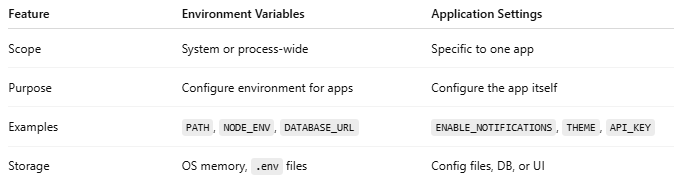 Feature Environment Variables Application Settings
Scope System or process-wide Specific to one app
Purpose Configure environment for apps Configure the app itself
Examples PATH, NODE_ENV, DATABASE_URL ENABLE_NOTIFICATIONS, THEME, API_KEY
Storage OS memory, .env files Config files, DB, or UI